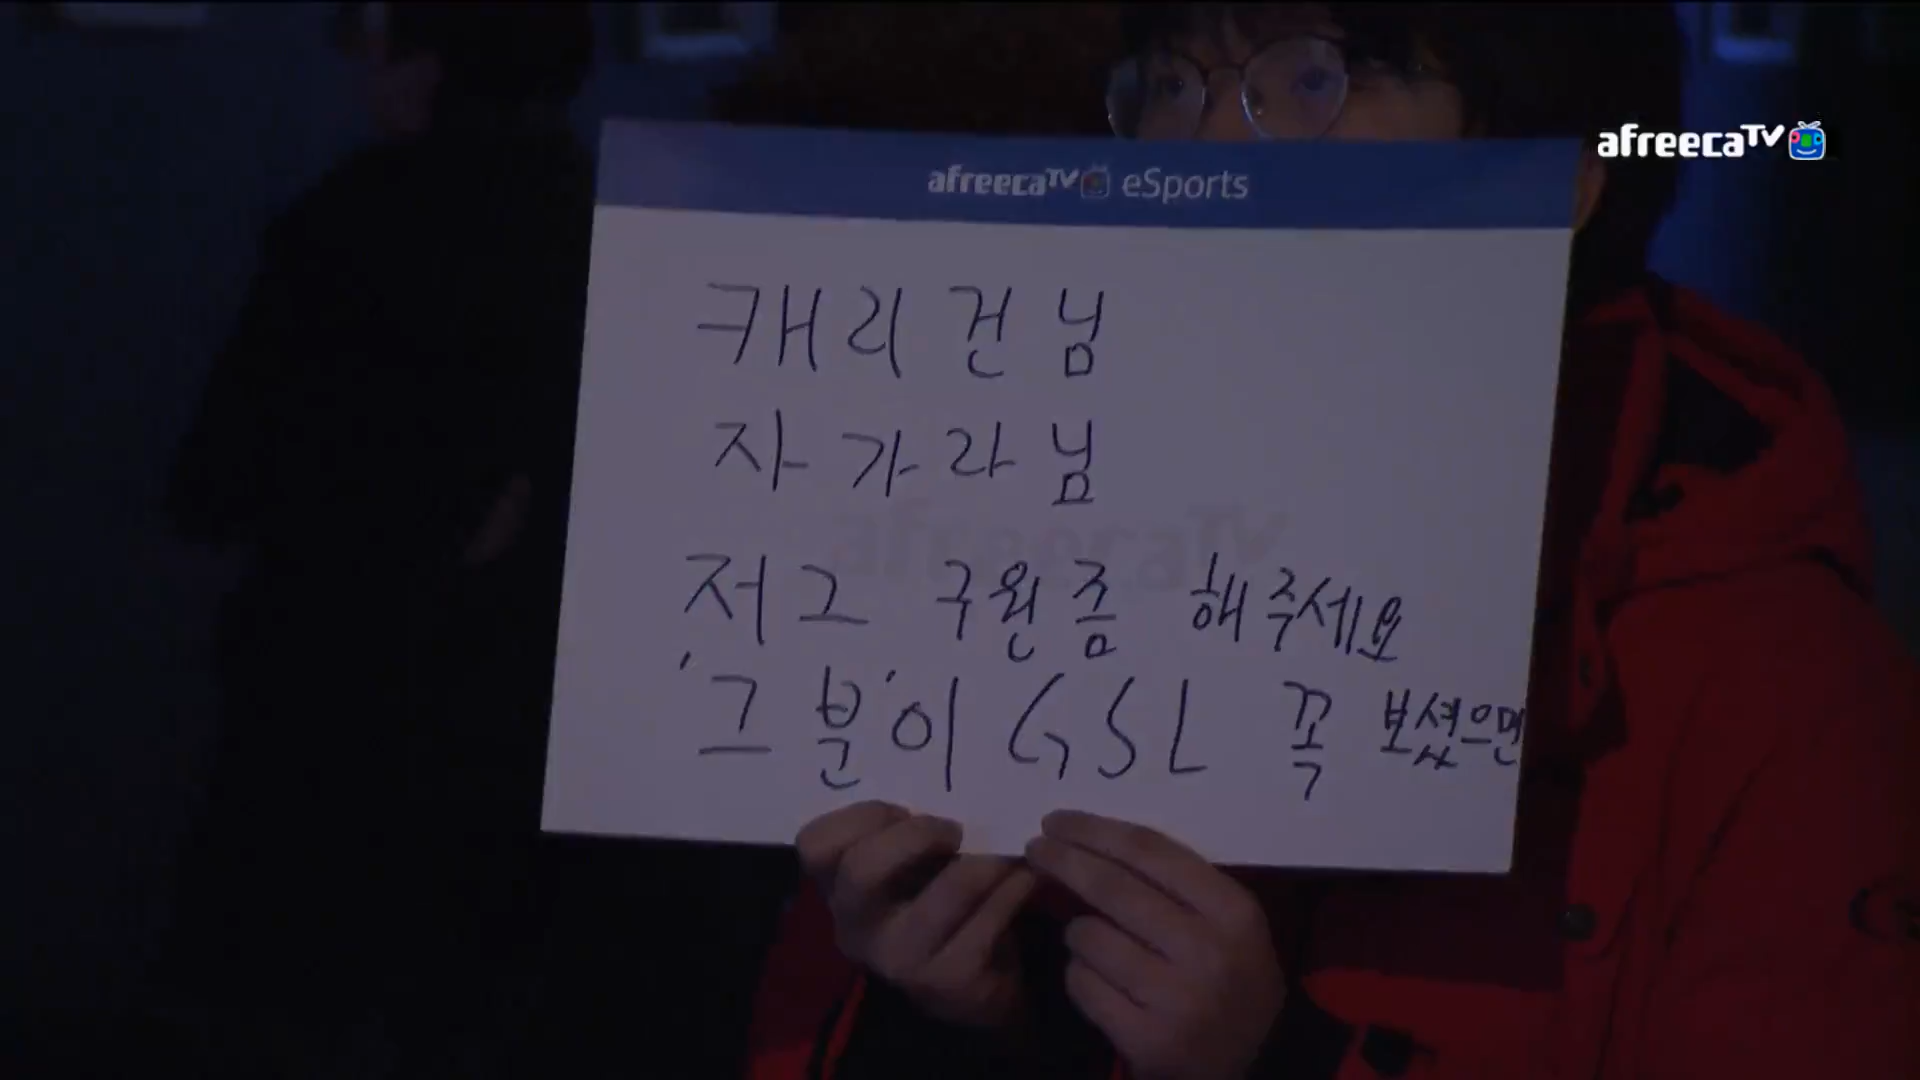 afreecaTV
afreecaTV eSports
캐리건님
자가라님
afreecaTV
저그 구원좀 해주세요
'그분'이 GSL 꼭 보셨으면